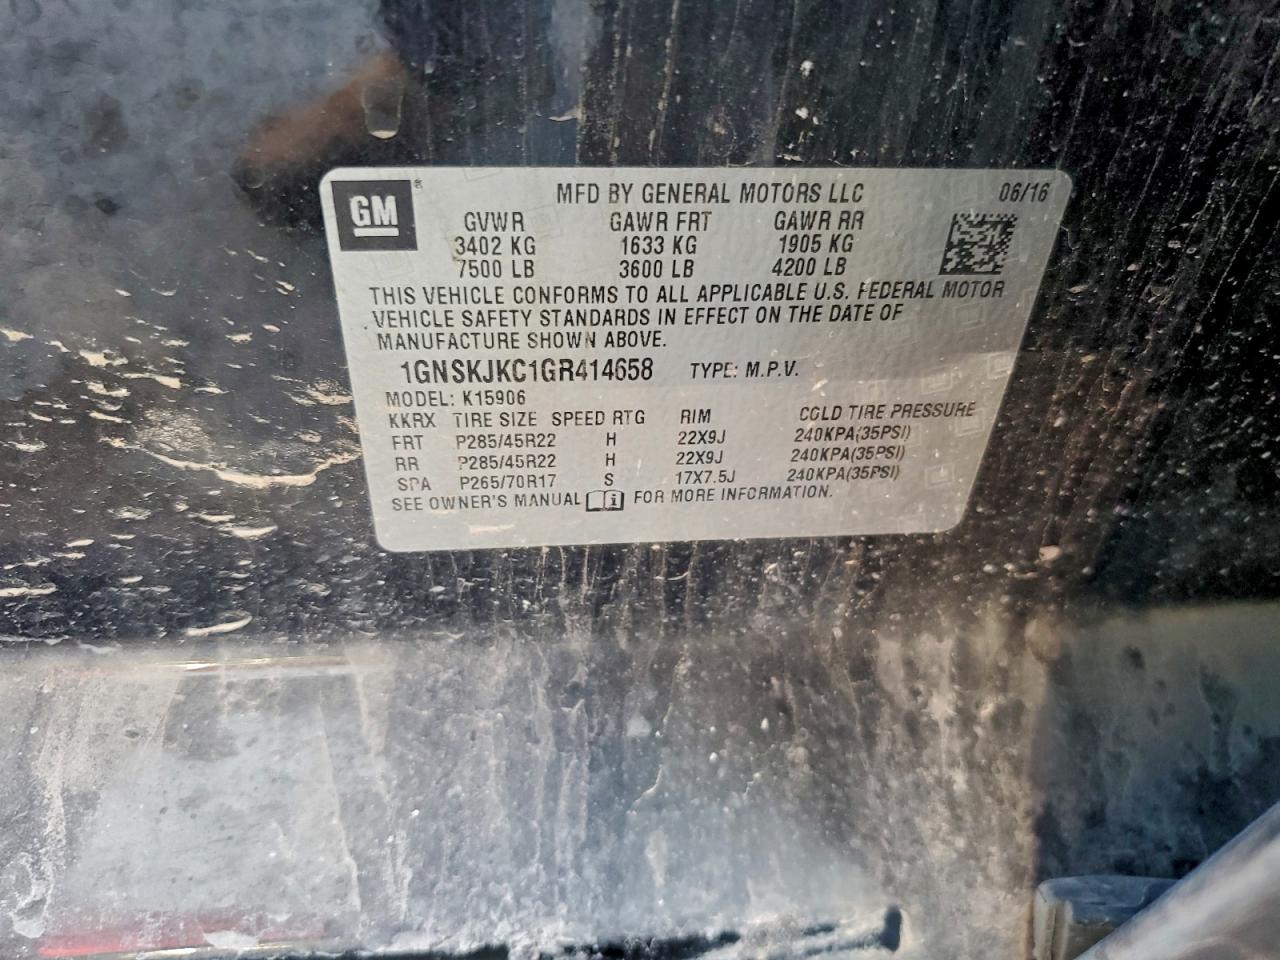 GM®
MFD BY GENERAL MOTORS LLC 06/16
GVWR GAWR FRT GAWR RR
3402 KG 1633 KG 1905 KG
7500 LB 3600 LB 4200 LB
THIS VEHICLE CONFORMS TO ALL APPLICABLE U.S. FEDERAL MOTOR
VEHICLE SAFETY STANDARDS IN EFFECT ON THE DATE OF
MANUFACTURE SHOWN ABOVE.
1GNSKJKC1GR414658 TYPE: M.P.V.
MODEL: K15906
KKRX TIRE SIZE SPEED RTG RIM COLD TIRE PRESSURE
FRT P285/45R22 H 22X9J 240KPA(35PSI)
RR P285/45R22 H 22X9J 240KPA(35PSI)
SPA P265/70R17 S 17X7.5J 240KPA(35PSI)
SEE OWNER'S MANUAL i FOR MORE INFORMATION.